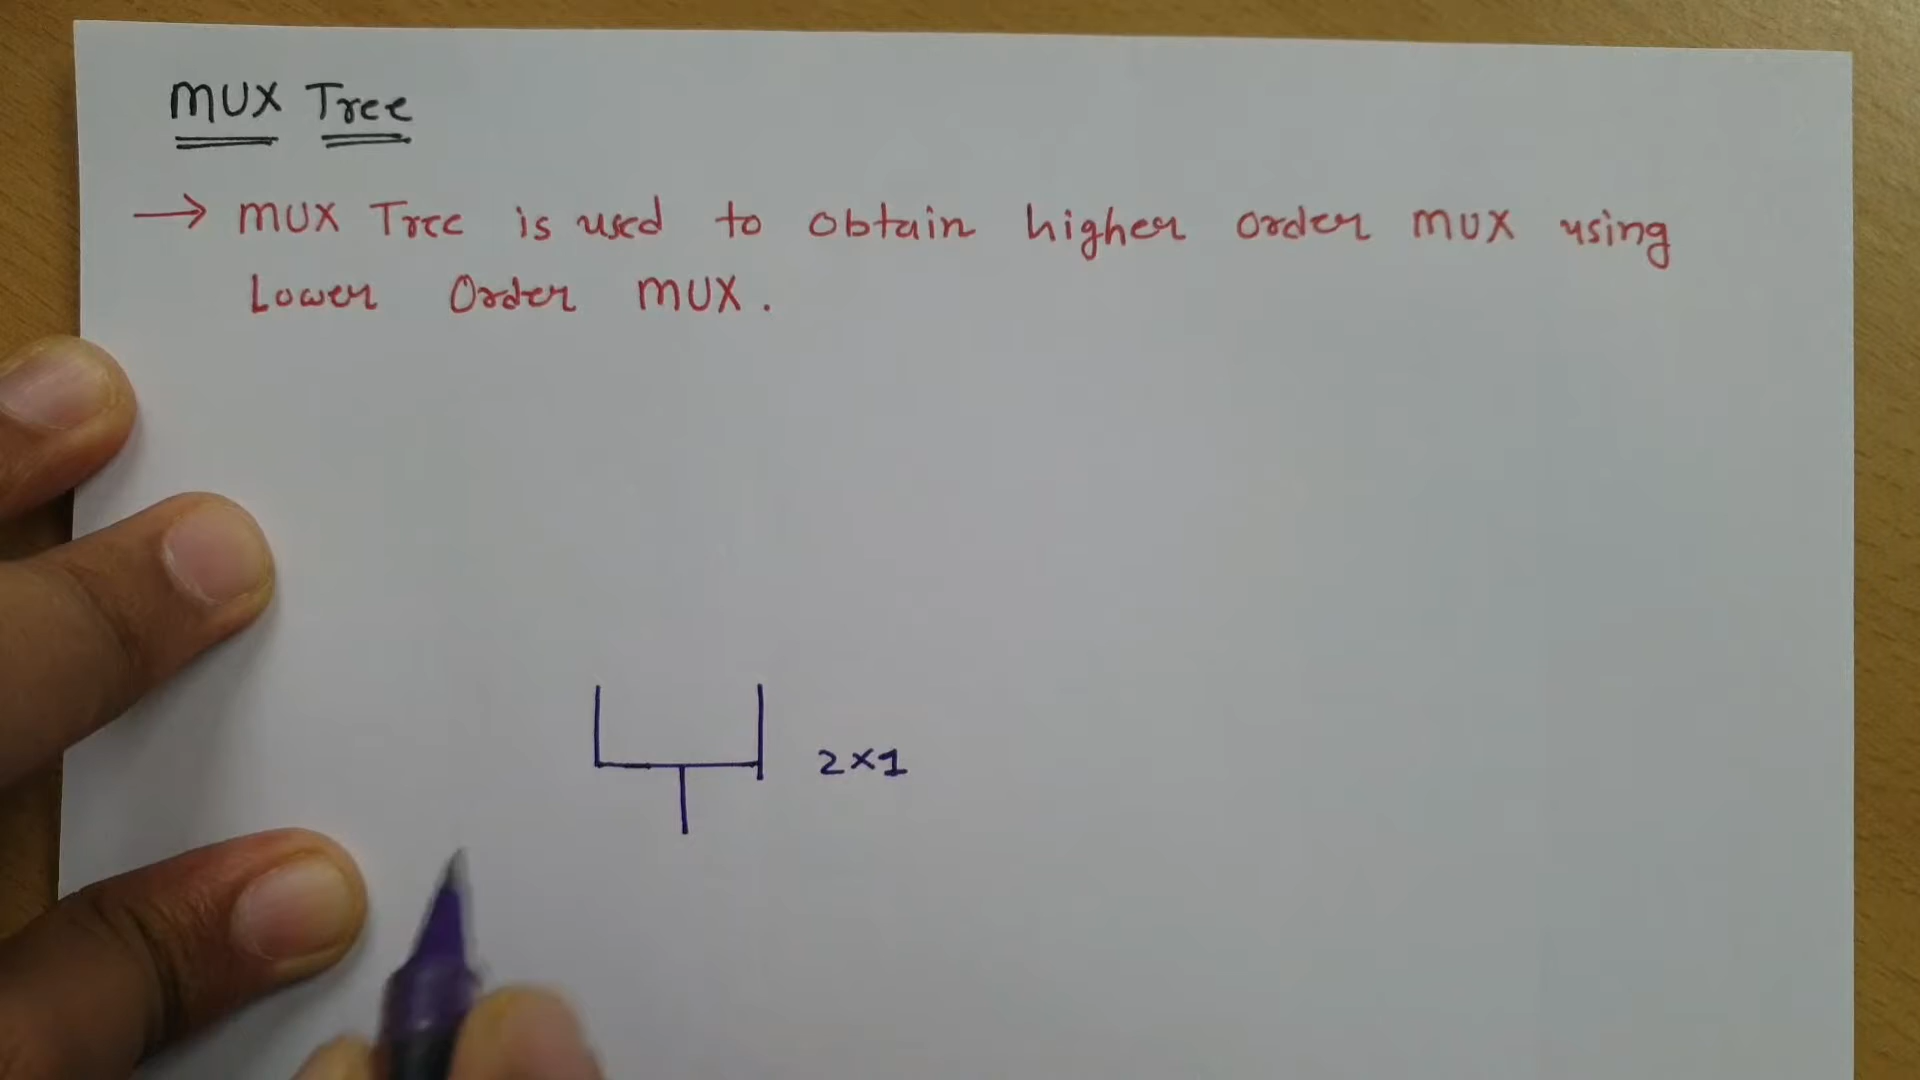 MUX Tree
→ MUX Tree is used to obtain higher order MUX using
Lower Order MUX.
2×1